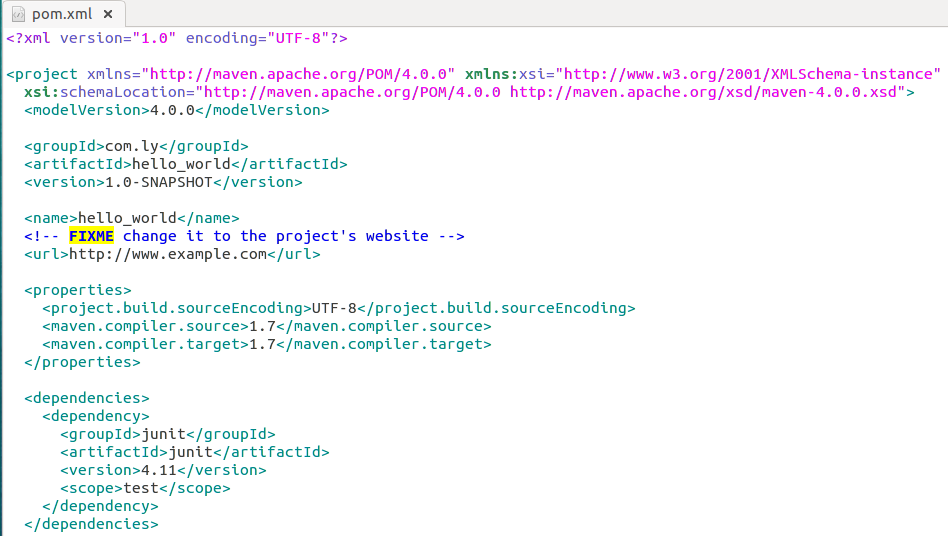 pom.xml ×
<?xml version="1.0" encoding="UTF-8"?>
<project xmlns="http://maven.apache.org/POM/4.0.0" xmlns:xsi="http://www.w3.org/2001/XMLSchema-instance"
  xsi:schemaLocation="http://maven.apache.org/POM/4.0.0 http://maven.apache.org/xsd/maven-4.0.0.xsd">
  <modelVersion>4.0.0</modelVersion>
  <groupId>com.ly</groupId>
  <artifactId>hello_world</artifactId>
  <version>1.0-SNAPSHOT</version>
  <name>hello_world</name>
  <!-- FIXME change it to the project's website -->
  <url>http://www.example.com</url>
  <properties>
    <project.build.sourceEncoding>UTF-8</project.build.sourceEncoding>
    <maven.compiler.source>1.7</maven.compiler.source>
    <maven.compiler.target>1.7</maven.compiler.target>
  </properties>
  <dependencies>
    <dependency>
      <groupId>junit</groupId>
      <artifactId>junit</artifactId>
      <version>4.11</version>
      <scope>test</scope>
    </dependency>
  </dependencies>